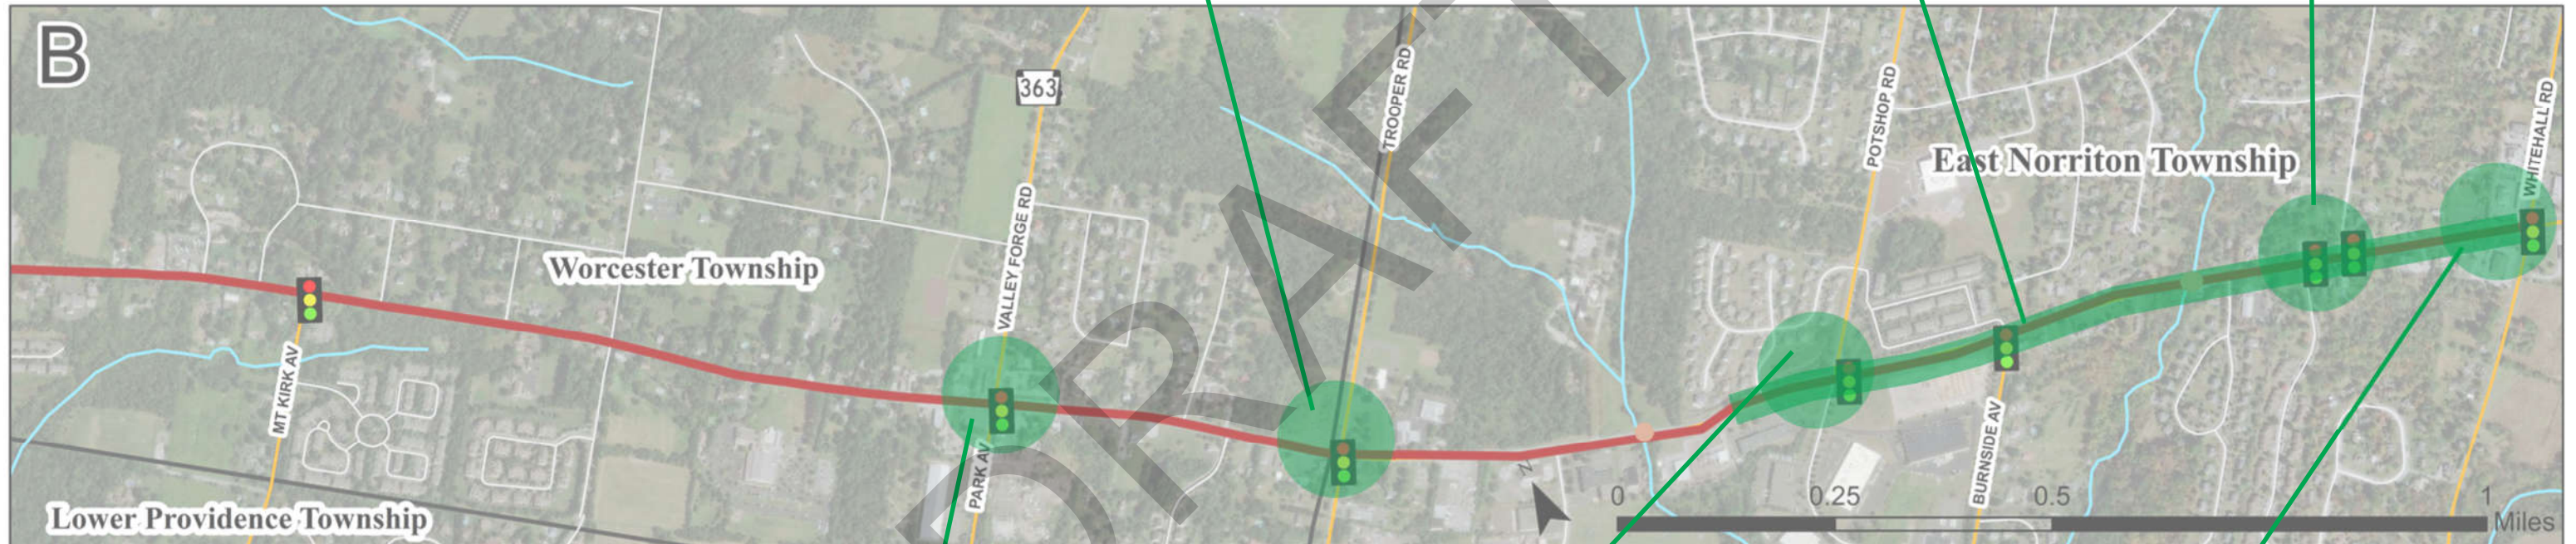 B
363
TROOPER RD
POTSHOP RD
WHITEHALL RD
East Norriton Township
VALLEY FORGE RD
Worcester Township
DRAFT
MT KIRK AV
PARK AV
BURNSIDE AV
N
0 0.25 0.5 1
Miles
Lower Providence Township